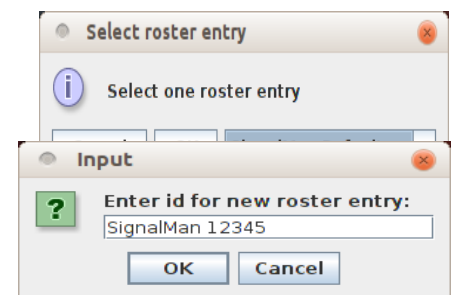 Select roster entry
Select one roster entry
Input
Enter id for new roster entry:
SignalMan 12345
OK Cancel